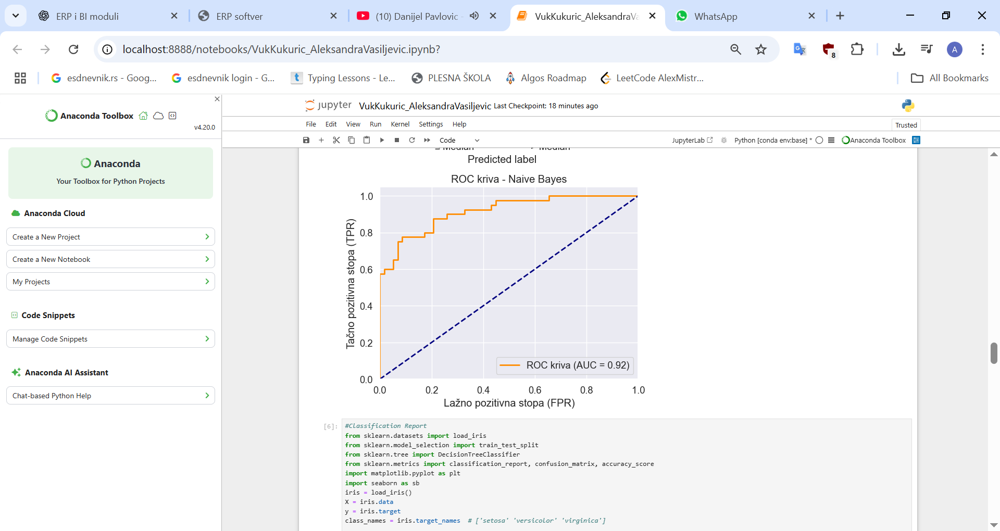 ERP i BI moduli
ERP softver
(10) Danijel Pavlovic -
VukKukuric_AleksandraVa
WhatsApp
localhost:8888/notebooks/VukKukuric_AleksandraVasiljevic.ipynb?
8
A
esdnevnik.rs - Goog...
esdnevnik login - G...
Typing Lessons - Le...
PLESNA ŠKOLA
Algos Roadmap
LeetCode AlexMistr...
All Bookmarks
Anaconda Toolbox
v4.20.0
Anaconda
Your Toolbox for Python Projects
Anaconda Cloud
Create a New Project
Create a New Notebook
My Projects
Code Snippets
Manage Code Snippets
Anaconda AI Assistant
Chat-based Python Help
jupyter VukKukuric_AleksandraVasiljevic Last Checkpoint: 18 minutes ago
File Edit View Run Kernel Settings Help
Trusted
Code
JupyterLab
Python [conda env:base] *
Anaconda Toolbox
≤ Median > Median
Predicted label
ROC kriva - Naive Bayes
Tačno pozitivna stopa (TPR)
1.0
0.8
0.6
0.4
0.2
0.0
ROC kriva (AUC = 0.92)
0.0 0.2 0.4 0.6 0.8 1.0
Lažno pozitivna stopa (FPR)
[6]:
#Classification Report
from sklearn.datasets import load_iris
from sklearn.model_selection import train_test_split
from sklearn.tree import DecisionTreeClassifier
from sklearn.metrics import classification_report, confusion_matrix, accuracy_score
import matplotlib.pyplot as plt
import seaborn as sb
iris = load_iris()
X = iris.data
y = iris.target
class_names = iris.target_names  # ['setosa' 'versicolor' 'virginica']